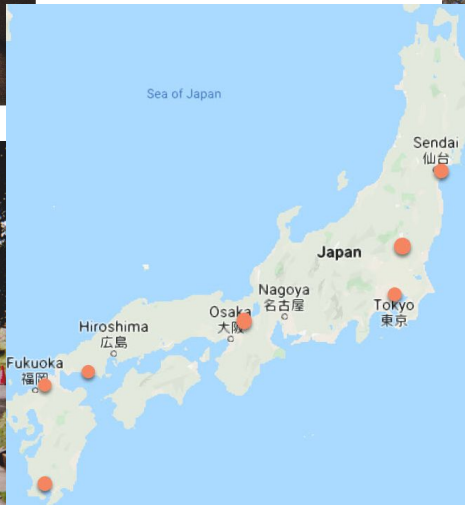 Sea of Japan
Sendai
仙台
Japan
Nagoya
名古屋
Tokyo
東京
Osaka
大阪
Hiroshima
広島
Fukuoka
福岡